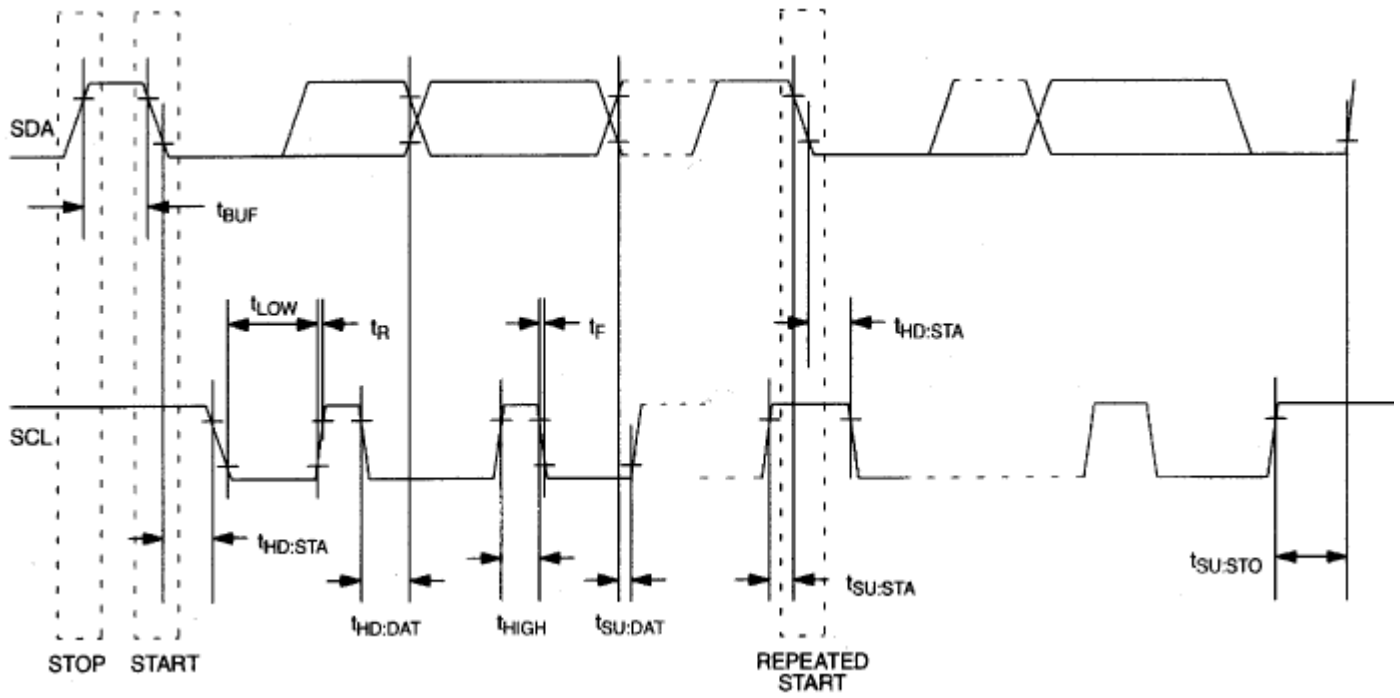 SDA
tBUF
tLOW
tR
tF
tHD:STA
SCL
tHD:STA
tHD:DAT
tHIGH
tSU:DAT
tSU:STA
tSU:STO
STOP
START
REPEATED
START